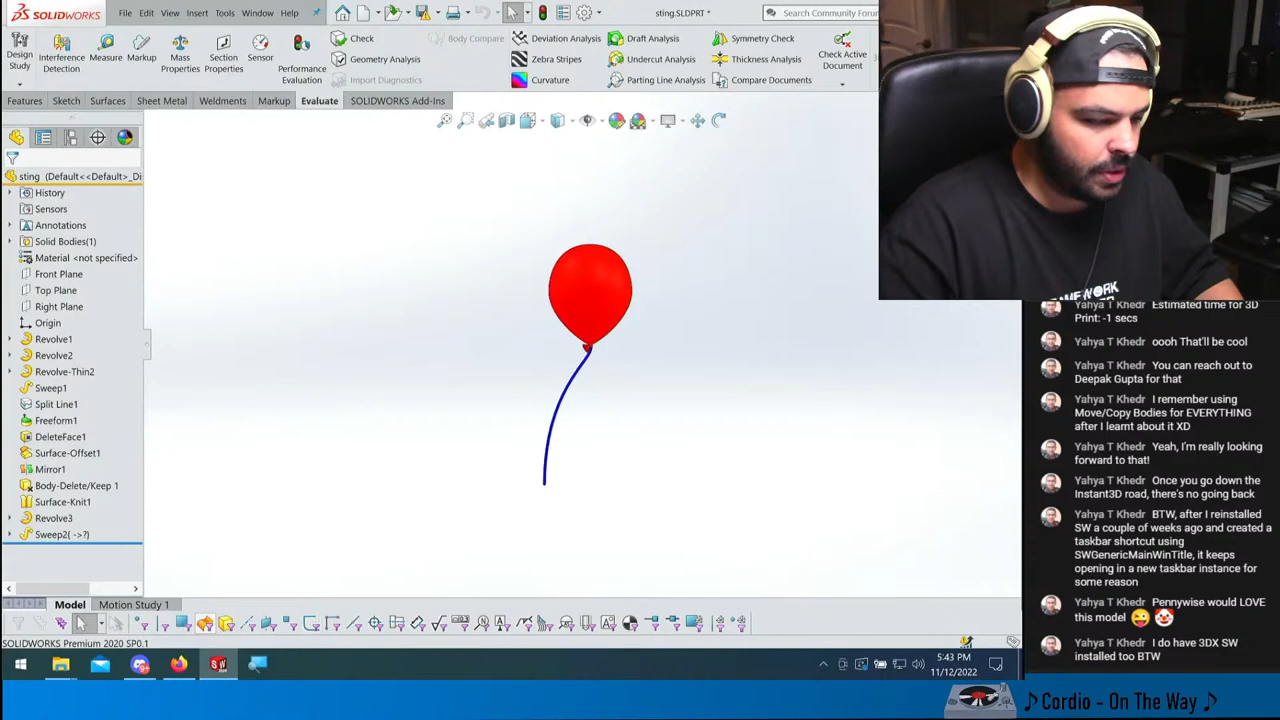 SOLIDWORKS File Edit View Insert Tools Window Help
sting.SLDPRT *
Search Community Foru
Design Study
Interference Detection
Measure
Markup
Mass Properties
Section Properties
Sensor
Performance Evaluation
Check
Geometry Analysis
Import Diagnostics
Body Compare
Deviation Analysis
Zebra Stripes
Curvature
Draft Analysis
Undercut Analysis
Parting Line Analysis
Symmetry Check
Thickness Analysis
Compare Documents
Check Active Document
Features Sketch Surfaces Sheet Metal Weldments Markup Evaluate SOLIDWORKS Add-Ins
sting (Default<<Default>_Di
History
Sensors
Annotations
Solid Bodies(1)
Material <not specified>
Front Plane
Top Plane
Right Plane
Origin
Revolve1
Revolve2
Revolve-Thin2
Sweep1
Split Line1
Freeform1
DeleteFace1
Surface-Offset1
Mirror1
Body-Delete/Keep 1
Surface-Knit1
Revolve3
Sweep2{ ->?}
Model Motion Study 1
SOLIDWORKS Premium 2020 SP0.1
5:43 PM
11/12/2022
Yahya T Khedr Estimated time for 3D
Print: -1 secs
Yahya T Khedr oooh That'll be cool
Yahya T Khedr You can reach out to
Deepak Gupta for that
Yahya T Khedr I remember using
Move/Copy Bodies for EVERYTHING
after I learnt about it XD
Yahya T Khedr Yeah, I'm really looking
forward to that!
Yahya T Khedr Once you go down the
Instant3D road, there's no going back
Yahya T Khedr BTW, after I reinstalled
SW a couple of weeks ago and created a
taskbar shortcut using
SWGenericMainWinTitle, it keeps
opening in a new taskbar instance for
some reason
Yahya T Khedr Pennywise would LOVE
this model 😜 🤡
Yahya T Khedr I do have 3DX SW
installed too BTW
♪ Cordio - On The Way ♪